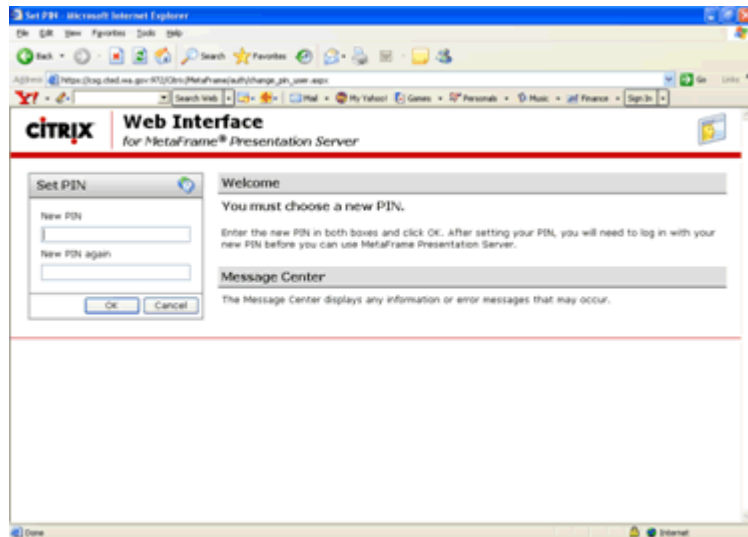 Set PIN - Microsoft Internet Explorer
File Edit View Favorites Tools Help
Back Search Favorites
Address
Y! Search Web Mail My Yahoo! Games Personals Music Finance Sign In
Go Links
CITRIX
Web Interface
for MetaFrame® Presentation Server
Set PIN
New PIN
New PIN again
OK Cancel
Welcome
You must choose a new PIN.
Enter the new PIN in both boxes and click OK. After setting your PIN, you will need to log in with your
new PIN before you can use MetaFrame Presentation Server.
Message Center
The Message Center displays any information or error messages that may occur.
Done Internet